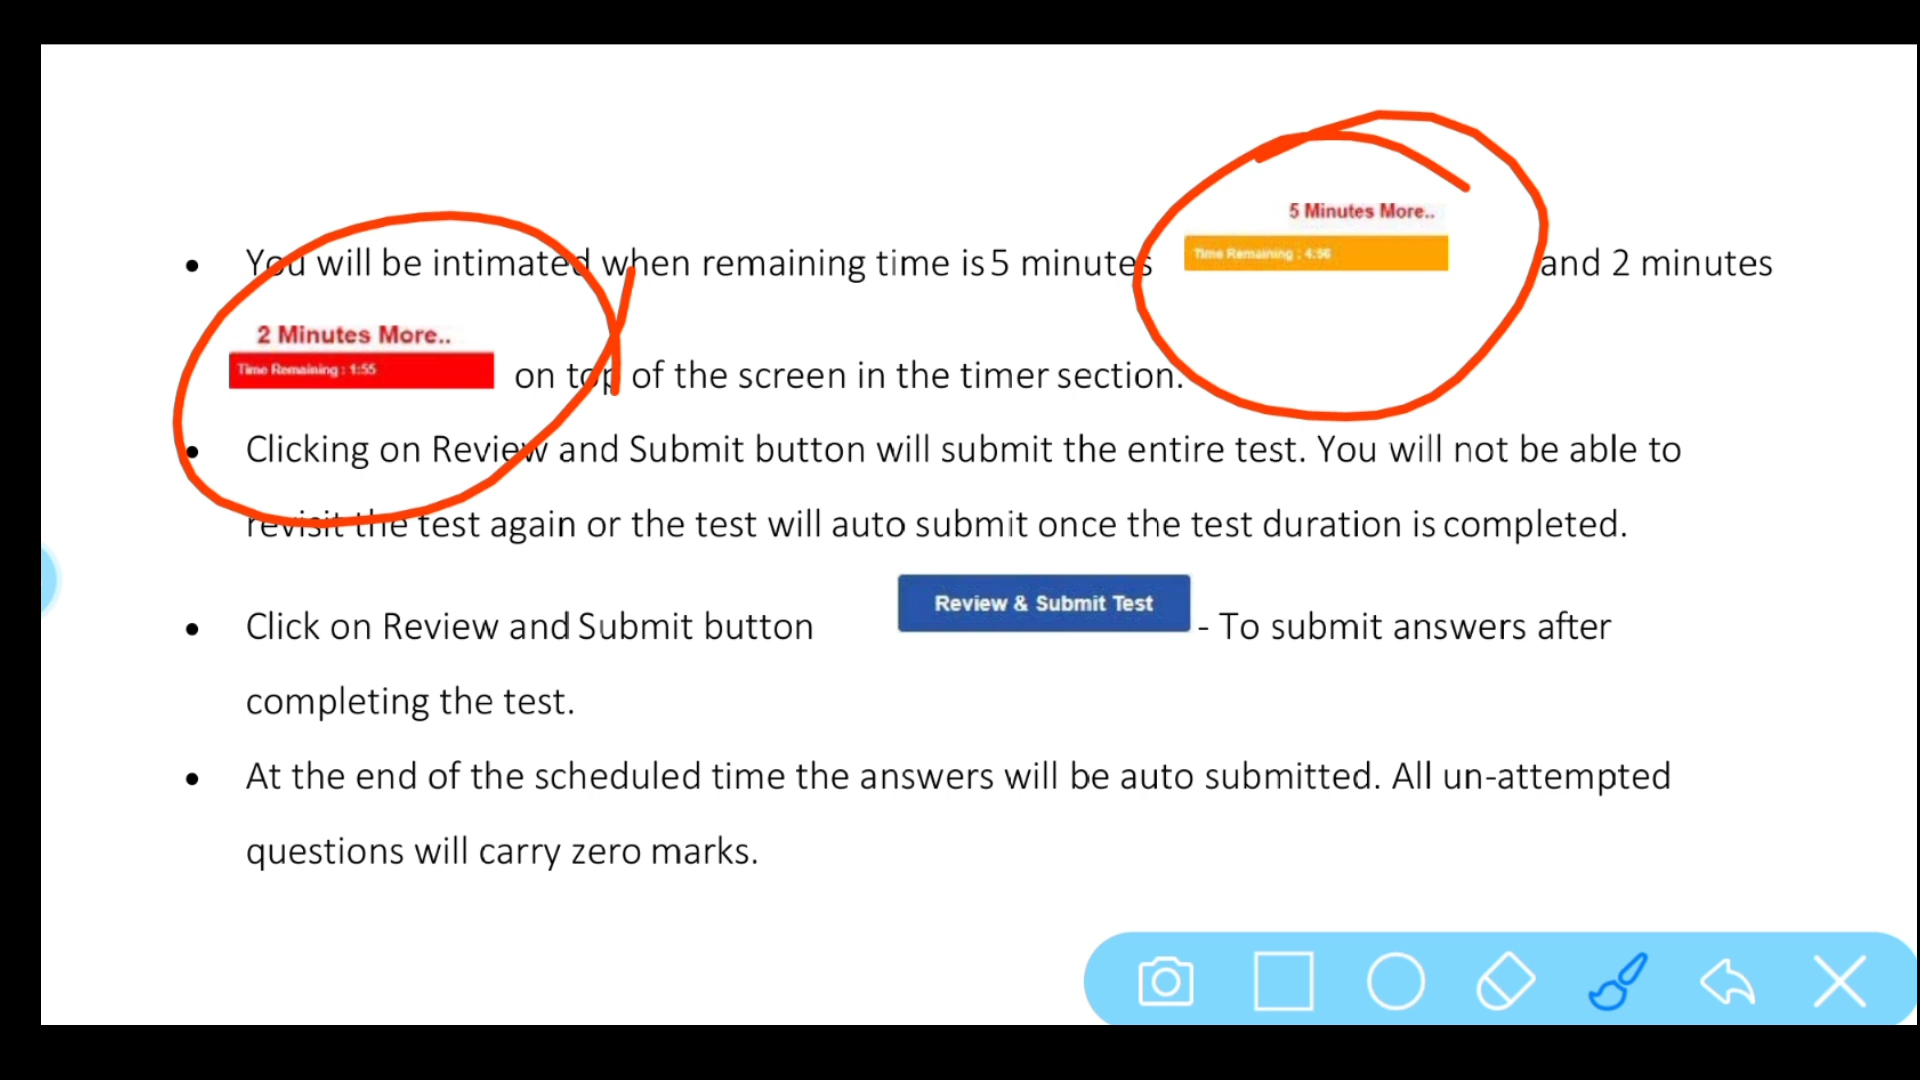 5 Minutes More..
• You will be intimated when remaining time is 5 minutes Time Remaining : 4:56 and 2 minutes
2 Minutes More..
Time Remaining : 1:55 on top of the screen in the timer section.
• Clicking on Review and Submit button will submit the entire test. You will not be able to
revisit the test again or the test will auto submit once the test duration is completed.
• Click on Review and Submit button Review & Submit Test - To submit answers after
completing the test.
• At the end of the scheduled time the answers will be auto submitted. All un-attempted
questions will carry zero marks.